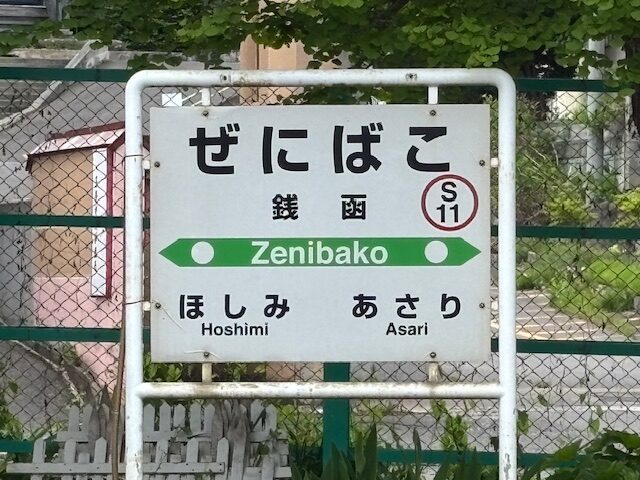 ぜにばこ
銭函
S
11
Zenibako
ほしみ あさり
Hoshimi Asari